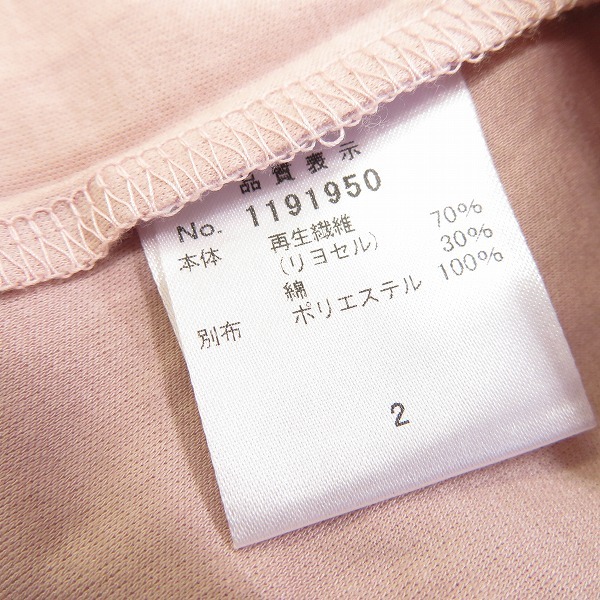 品質表示
No. 1191950
本体 再生繊維 70%
(リヨセル)
綿 30%
別布 ポリエステル 100%
2